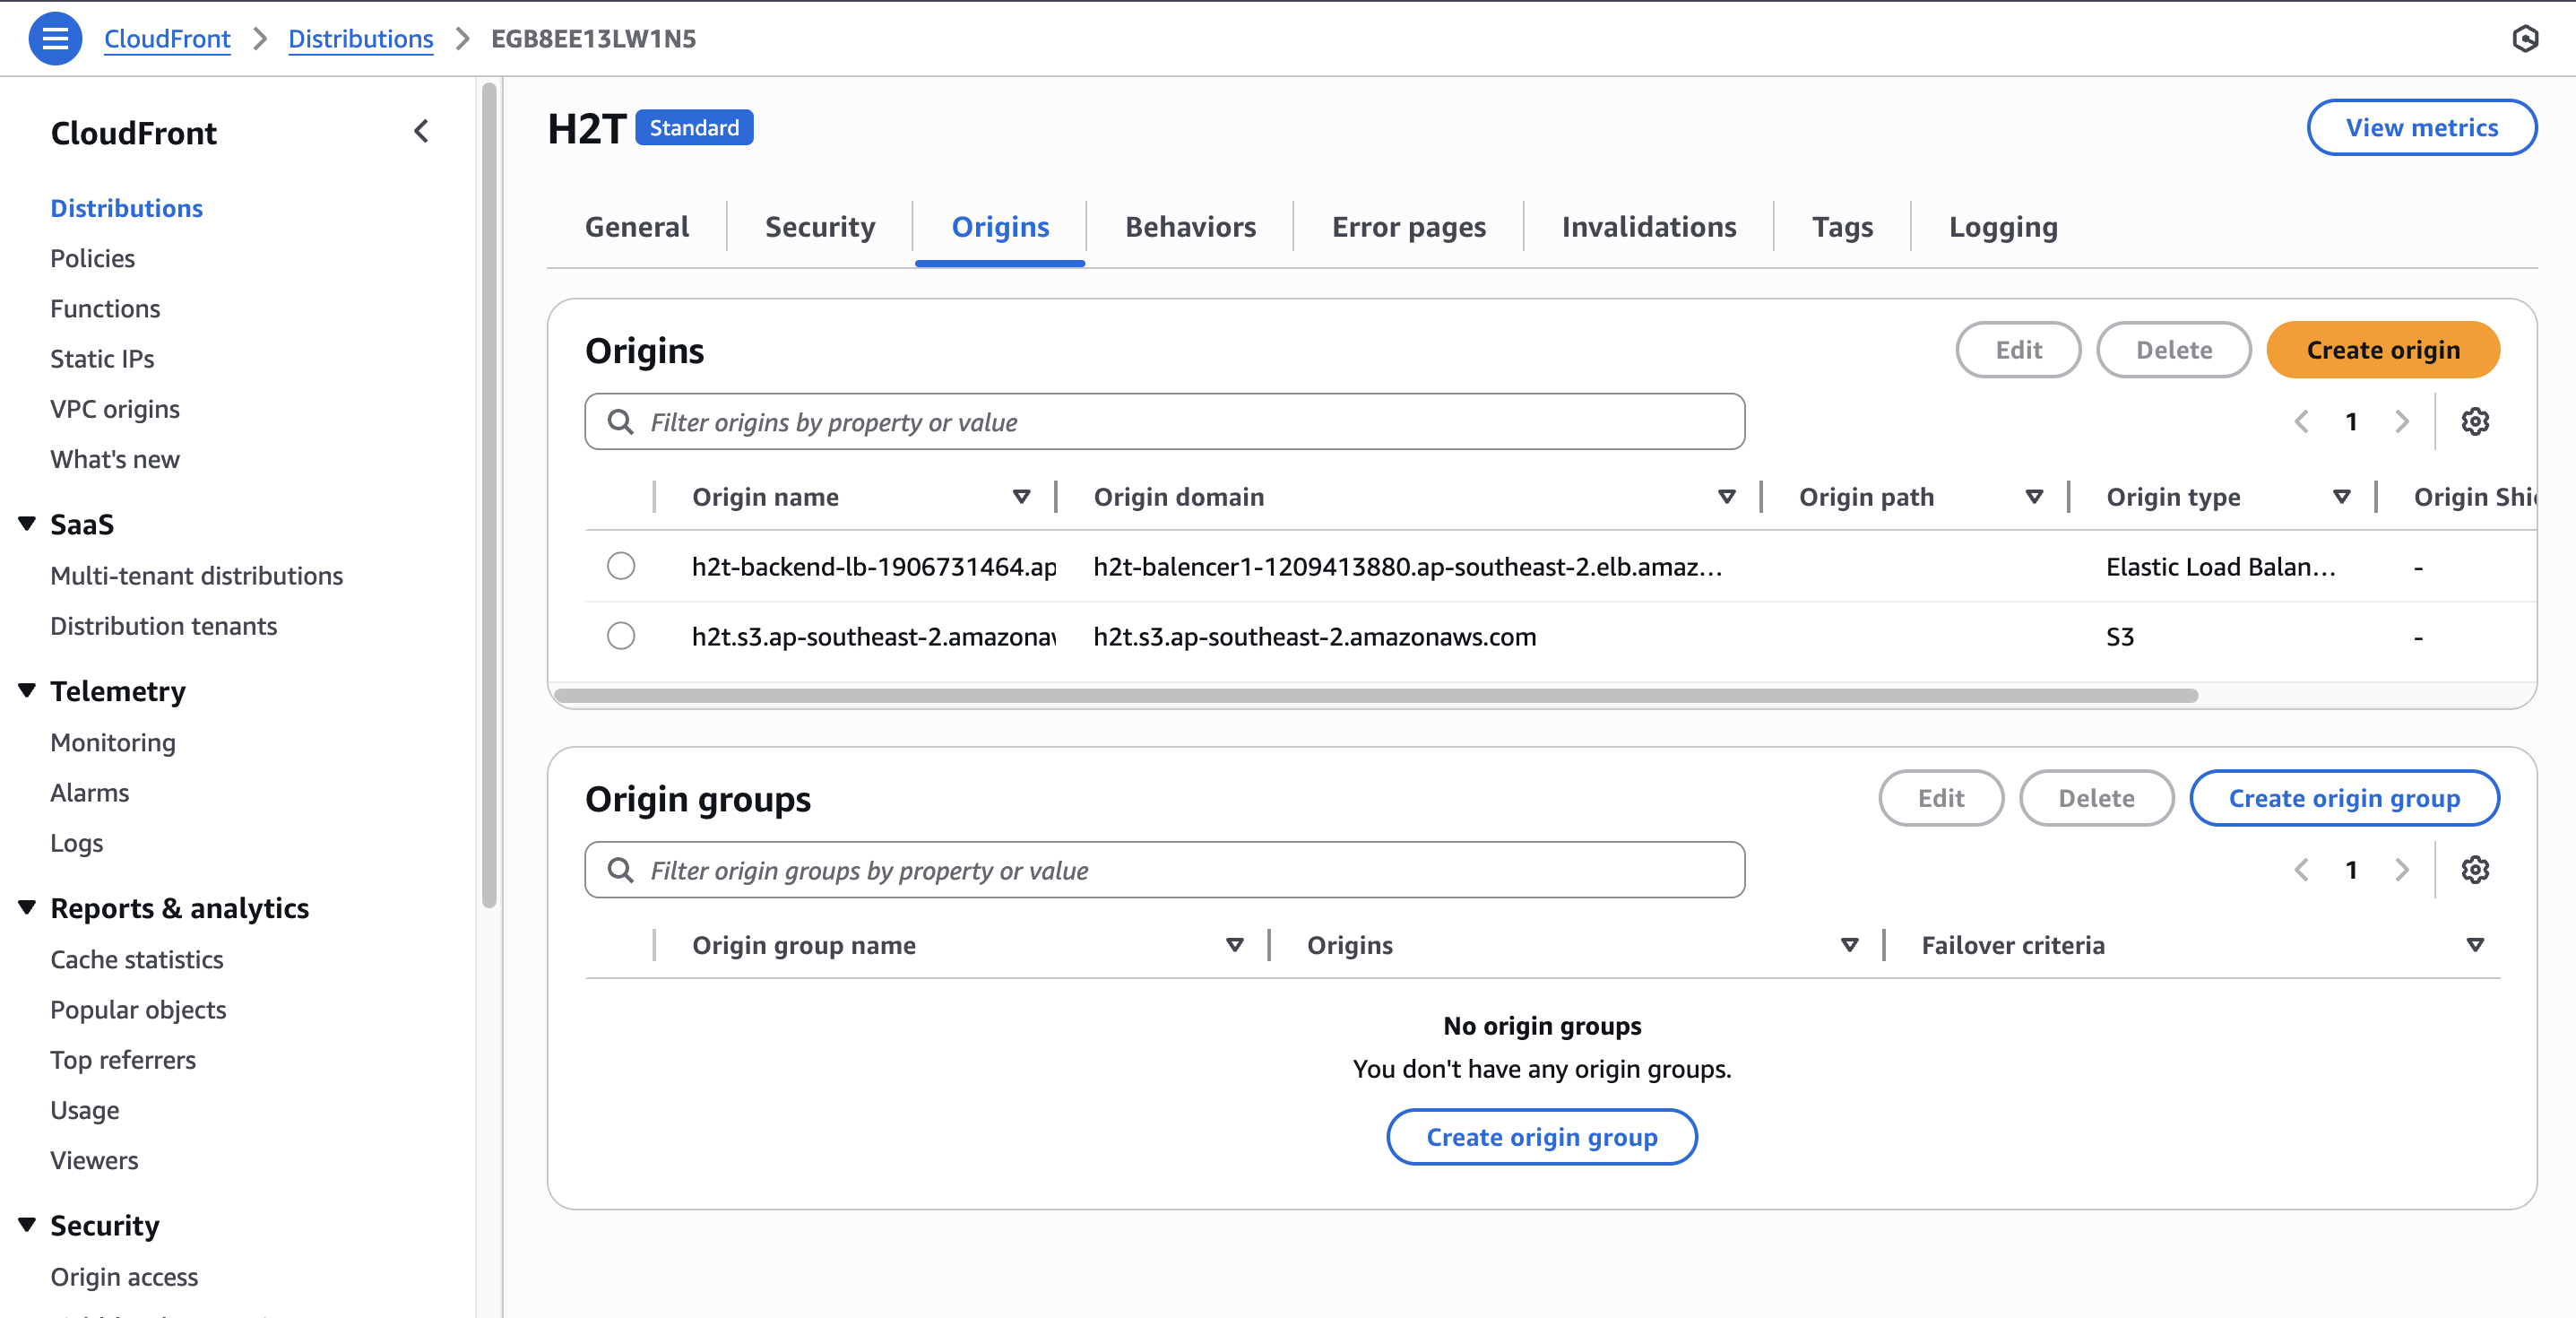 CloudFront > Distributions > EGB8EE13LW1N5
CloudFront
Distributions
Policies
Functions
Static IPs
VPC origins
What's new
SaaS
Multi-tenant distributions
Distribution tenants
Telemetry
Monitoring
Alarms
Logs
Reports & analytics
Cache statistics
Popular objects
Top referrers
Usage
Viewers
Security
Origin access
H2T Standard
View metrics
General Security Origins Behaviors Error pages Invalidations Tags Logging
Origins
Edit Delete Create origin
Filter origins by property or value
1
Origin name Origin domain Origin path Origin type Origin Shi
h2t-backend-lb-1906731464.ap h2t-balencer1-1209413880.ap-southeast-2.elb.amaz... Elastic Load Balan... -
h2t.s3.ap-southeast-2.amazona h2t.s3.ap-southeast-2.amazonaws.com S3 -
Origin groups
Edit Delete Create origin group
Filter origin groups by property or value
1
Origin group name Origins Failover criteria
No origin groups
You don't have any origin groups.
Create origin group